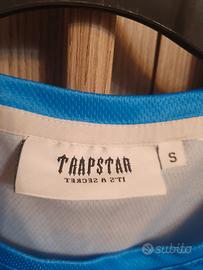 TRAPSTAR
IT'S A SECRET
S
subito